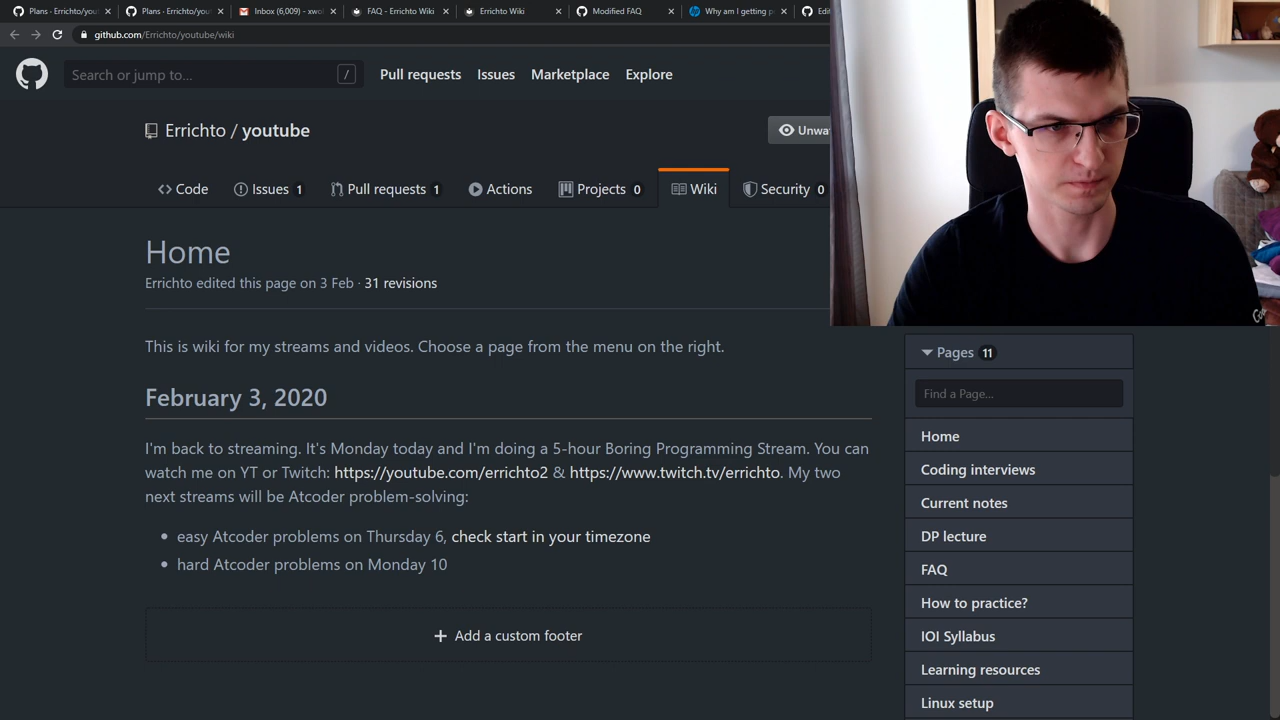 Plans - Errichto/you
Plans - Errichto/you
Inbox (6,009) - xwo
FAQ - Errichto Wiki
Errichto Wiki
Modified FAQ
Why am I getting p
Edi
github.com/Errichto/youtube/wiki
Search or jump to...
/
Pull requests
Issues
Marketplace
Explore
Errichto / youtube
Unwa
Code
Issues 1
Pull requests 1
Actions
Projects 0
Wiki
Security 0
Home
Errichto edited this page on 3 Feb · 31 revisions
This is wiki for my streams and videos. Choose a page from the menu on the right.
February 3, 2020
I'm back to streaming. It's Monday today and I'm doing a 5-hour Boring Programming Stream. You can
watch me on YT or Twitch: https://youtube.com/errichto2 & https://www.twitch.tv/errichto. My two
next streams will be Atcoder problem-solving:
easy Atcoder problems on Thursday 6, check start in your timezone
hard Atcoder problems on Monday 10
Add a custom footer
Pages 11
Find a Page...
Home
Coding interviews
Current notes
DP lecture
FAQ
How to practice?
IOI Syllabus
Learning resources
Linux setup